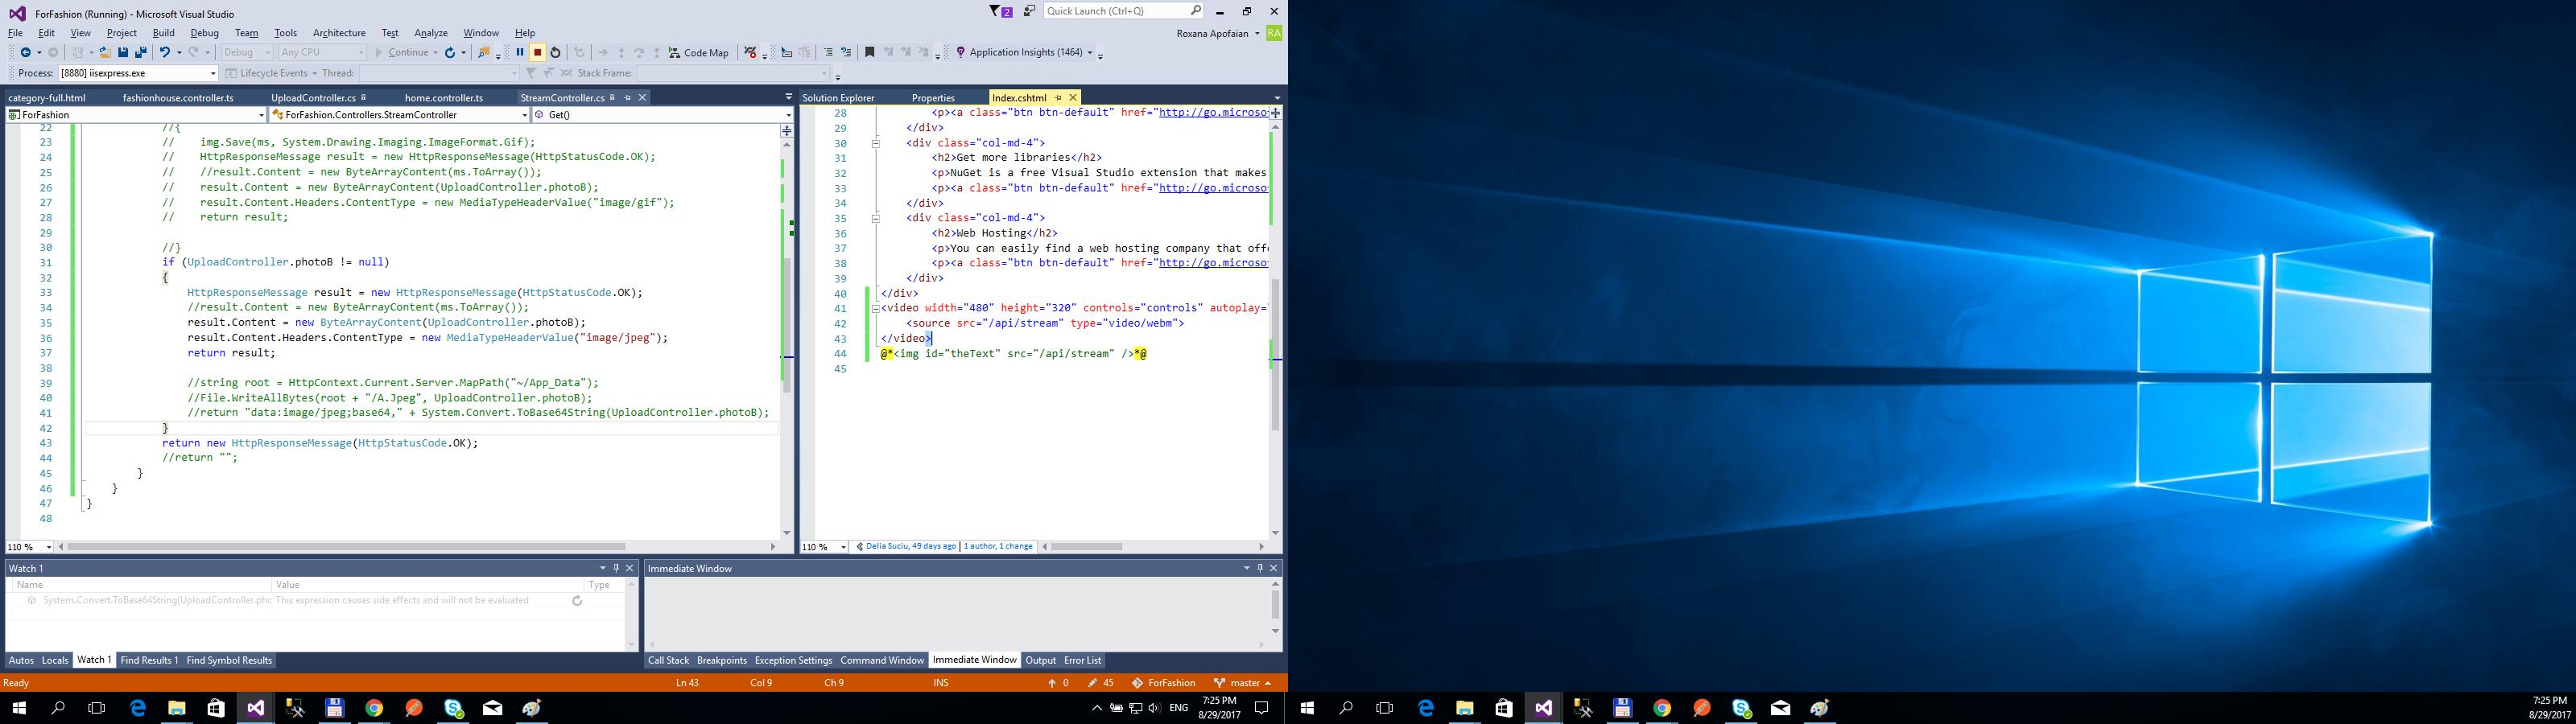 ForFashion (Running) - Microsoft Visual Studio
2
Quick Launch (Ctrl+Q)
File Edit View Project Build Debug Team Tools Architecture Test Analyze Window Help
Roxana Apofaian
RA
Debug Any CPU Continue Code Map Application Insights (1464)
Process: [8880] iisexpress.exe Lifecycle Events Thread: Stack Frame:
category-full.html fashionhouse.controller.ts UploadController.cs home.controller.ts StreamController.cs
ForFashion ForFashion.Controllers.StreamController Get()
22 //{
23 // img.Save(ms, System.Drawing.Imaging.ImageFormat.Gif);
24 // HttpResponseMessage result = new HttpResponseMessage(HttpStatusCode.OK);
25 // //result.Content = new ByteArrayContent(ms.ToArray());
26 // result.Content = new ByteArrayContent(UploadController.photoB);
27 // result.Content.Headers.ContentType = new MediaTypeHeaderValue("image/gif");
28 // return result;
29
30 //}
31 if (UploadController.photoB != null)
32 {
33 HttpResponseMessage result = new HttpResponseMessage(HttpStatusCode.OK);
34 //result.Content = new ByteArrayContent(ms.ToArray());
35 result.Content = new ByteArrayContent(UploadController.photoB);
36 result.Content.Headers.ContentType = new MediaTypeHeaderValue("image/jpeg");
37 return result;
38
39 //string root = HttpContext.Current.Server.MapPath("~/App_Data");
40 //File.WriteAllBytes(root + "/A.Jpeg", UploadController.photoB);
41 //return "data:image/jpeg;base64," + System.Convert.ToBase64String(UploadController.photoB);
42 }
43 return new HttpResponseMessage(HttpStatusCode.OK);
44 //return "";
45 }
46 }
47 }
48
110 %
Solution Explorer Properties Index.cshtml
28 <p><a class="btn btn-default" href="http://go.microso
29 </div>
30 <div class="col-md-4">
31 <h2>Get more libraries</h2>
32 <p>NuGet is a free Visual Studio extension that makes
33 <p><a class="btn btn-default" href="http://go.microso
34 </div>
35 <div class="col-md-4">
36 <h2>Web Hosting</h2>
37 <p>You can easily find a web hosting company that off
38 <p><a class="btn btn-default" href="http://go.microso
39 </div>
40 </div>
41 <video width="480" height="320" controls="controls" autoplay=
42 <source src="/api/stream" type="video/webm">
43 </video>
44 @*<img id="theText" src="/api/stream" />*@
45
110 % Delia Suciu, 49 days ago | 1 author, 1 change
Watch 1
Name Value Type
System.Convert.ToBase64String(UploadController.phc This expression causes side effects and will not be evaluated
Autos Locals Watch 1 Find Results 1 Find Symbol Results
Immediate Window
Call Stack Breakpoints Exception Settings Command Window Immediate Window Output Error List
Ready Ln 43 Col 9 Ch 9 INS 0 45 ForFashion master
ENG 7:25 PM
8/29/2017
7:25 PM
8/29/2017